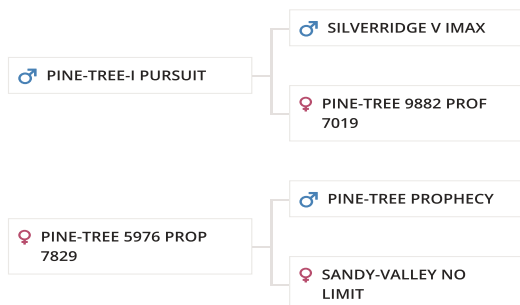 SILVERRIDGE V IMAX
PINE-TREE-I PURSUIT
PINE-TREE 9882 PROF
7019
PINE-TREE PROPHECY
PINE-TREE 5976 PROP
7829
SANDY-VALLEY NO
LIMIT